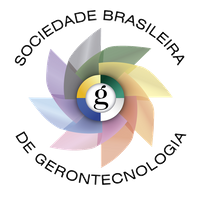 SOCIEDADE BRASILEIRA
ǵ
DE GERONTECNOLOGIA